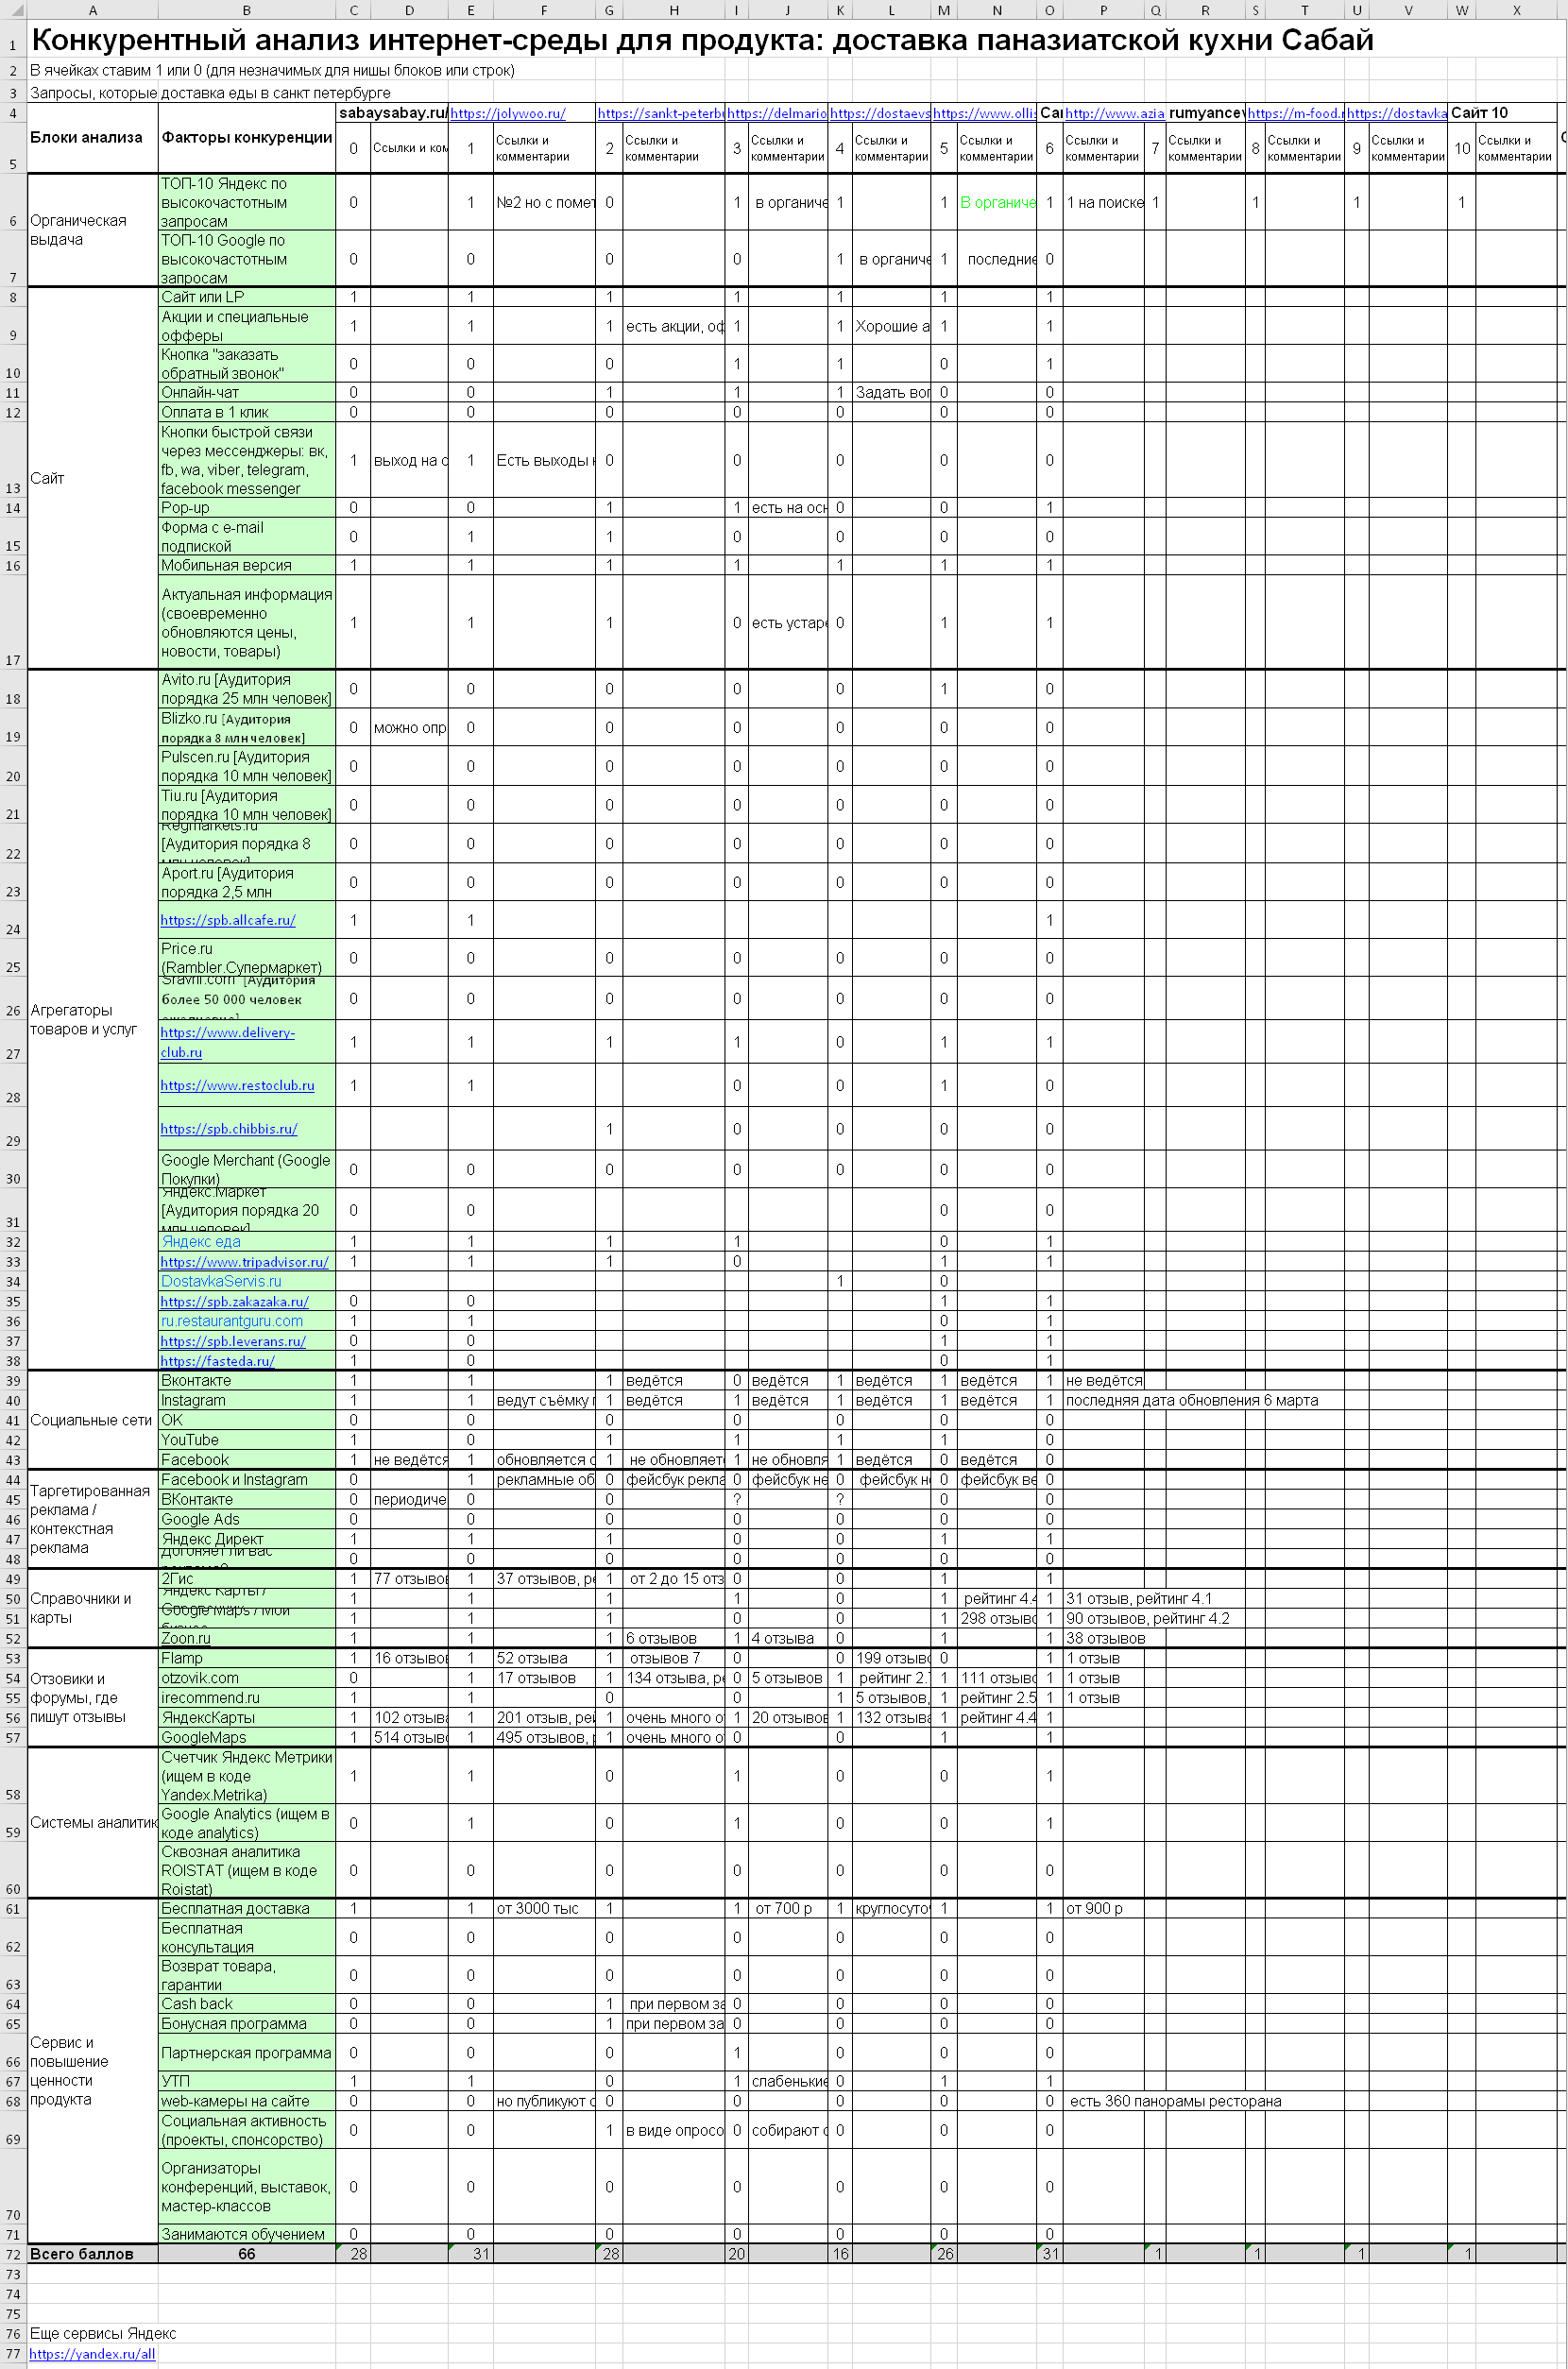 A B C D E F G H I J K L M N O P Q R S T U V W X
1 Конкурентный анализ интернет-среды для продукта: доставка паназиатской кухни Сабай
2 В ячейках ставим 1 или 0 (для незначимых для нишы блоков или строк)
3 Запросы, которые доставка еды в санкт петербурге
4 sabaysabay.ru/ https://jolywoo.ru/ https://sankt-peterb https://delmario https://dostaevs https://www.ollis Сай http://www.azia rumyancev https://m-food.r https://dostavka Сайт 10
5 Блоки анализа Факторы конкуренции 0 Ссылки и ком 1 Ссылки и комментарии 2 Ссылки и комментарии 3 Ссылки и комментарии 4 Ссылки и комментарии 5 Ссылки и комментарии 6 Ссылки и комментарии 7 Ссылки и комментарии 8 Ссылки и комментарии 9 Ссылки и комментарии 10 Ссылки и комментарии
6 Органическая выдача ТОП-10 Яндекс по высокочастотным запросам 0 1 №2 но с помет 0 1 в органиче 1 1 В органиче 1 1 на поиске 1 1 1 1
7 ТОП-10 Google по высокочастотным запросам 0 0 0 0 1 в органиче 1 последние 0
8 Сайт Сайт или LP 1 1 1 1 1 1 1
9 Акции и специальные офферы 1 1 1 есть акции, оф 1 1 Хорошие а 1 1
10 Кнопка "заказать обратный звонок" 0 0 0 1 1 0 1
11 Онлайн-чат 0 0 1 1 1 Задать вог 0 0
12 Оплата в 1 клик 0 0 0 0 0 0 0
13 Кнопки быстрой связи через мессенджеры: вк, fb, wa, viber, telegram, facebook messenger 1 выход на с 1 Есть выходы н 0 0 0 0 0
14 Pop-up 0 0 1 1 есть на осн 0 0 1
15 Форма с e-mail подпиской 0 1 1 0 0 0 0
16 Мобильная версия 1 1 1 1 1 1 1
17 Актуальная информация (своевременно обновляются цены, новости, товары) 1 1 1 0 есть устаре 0 1 1
18 Агрегаторы товаров и услуг Avito.ru [Аудитория порядка 25 млн человек] 0 0 0 0 0 1 0
19 Blizko.ru [Аудитория порядка 8 млн человек] 0 можно опр 0 0 0 0 0 0
20 Pulscen.ru [Аудитория порядка 10 млн человек] 0 0 0 0 0 0 0
21 Tiu.ru [Аудитория порядка 10 млн человек] 0 0 0 0 0 0 0
22 Regmarkets.ru [Аудитория порядка 8 млн человек] 0 0 0 0 0 0 0
23 Aport.ru [Аудитория порядка 2,5 млн 0 0 0 0 0 0 0
24 https://spb.allcafe.ru/ 1 1 1
25 Price.ru (Rambler.Супермаркет) 0 0 0 0 0 0 0
26 Sravni.com [Аудитория более 50 000 человек ежедневно] 0 0 0 0 0 0 0
27 https://www.delivery-club.ru 1 1 1 1 0 1 1
28 https://www.restoclub.ru 1 1 0 0 1 0
29 https://spb.chibbis.ru/ 1 0 0 0 0
30 Google Merchant (Google Покупки) 0 0 0 0 0 0 0
31 Яндекс.Маркет [Аудитория порядка 20 млн человек] 0 0 0 0
32 Яндекс еда 1 1 1 1 0 1
33 https://www.tripadvisor.ru/ 1 1 1 0 1 1
34 DostavkaServis.ru 1 0
35 https://spb.zakazaka.ru/ 0 0 1 1
36 ru.restaurantguru.com 1 1 0 1
37 https://spb.leverans.ru/ 0 0 1 1
38 https://fasteda.ru/ 1 0 0 1
39 Социальные сети Вконтакте 1 1 1 ведётся 0 ведётся 1 ведётся 1 ведётся 1 не ведётся
40 Instagram 1 1 ведут съёмку г 1 ведётся 1 ведётся 1 ведётся 1 ведётся 1 последняя дата обновления 6 марта
41 OK 0 0 0 0 0 0 0
42 YouTube 1 0 1 1 1 1 0
43 Facebook 1 не ведётся 1 обновляется с 1 не обновляет 1 не обновля 1 ведётся 0 ведётся 0
44 Таргетированная реклама / контекстная реклама Facebook и Instagram 0 1 рекламные об 0 фейсбук рекла 0 фейсбук не 0 фейсбук н 0 фейсбук ве 0
45 ВКонтакте 0 периодиче 0 0 ? ? 0 0
46 Google Ads 0 0 0 0 0 0 0
47 Яндекс Директ 1 1 1 0 0 1 1
48 Догоняет ли вас реклама? 0 0 0 0 0 0 0
49 Справочники и карты 2Гис 1 77 отзывов 1 37 отзывов, ре 1 от 2 до 15 отз 0 0 1 1
50 Яндекс Карты / 1 1 1 1 0 1 рейтинг 4.4 1 31 отзыв, рейтинг 4.1
51 Google Maps / Мой бизнес 1 1 1 0 0 1 298 отзывс 1 90 отзывов, рейтинг 4.2
52 Zoon.ru 1 1 1 6 отзывов 1 4 отзыва 0 1 1 38 отзывов
53 Отзовики и форумы, где пишут отзывы Flamp 1 16 отзывов 1 52 отзыва 1 отзывов 7 0 0 199 отзывс 0 1 1 отзыв
54 otzovik.com 0 1 17 отзывов 1 134 отзыва, ре 0 5 отзывов 1 рейтинг 2.7 1 111 отзывс 1 1 отзыв
55 irecommend.ru 1 1 0 0 1 5 отзывов, 1 рейтинг 2.5 1 1 отзыв
56 ЯндексКарты 1 102 отзыва 1 201 отзыв, рей 1 очень много о 1 20 отзывов 1 132 отзыва 1 рейтинг 4.4 1
57 GoogleMaps 1 514 отзывс 1 495 отзывов, р 1 очень много о 0 0 1 1
58 Системы аналитик Счетчик Яндекс Метрики (ищем в коде Yandex.Metrika) 1 1 0 1 0 0 1
59 Google Analytics (ищем в коде analytics) 0 1 0 1 0 0 1
60 Сквозная аналитика ROISTAT (ищем в коде Roistat) 0 0 0 0 0 0 0
61 Сервис и повышение ценности продукта Бесплатная доставка 1 1 от 3000 тыс 1 1 от 700 р 1 круглосуто 1 1 от 900 р
62 Бесплатная консультация 0 0 0 0 0 0 0
63 Возврат товара, гарантии 0 0 0 0 0 0 0
64 Cash back 0 0 1 при первом за 0 0 0 0
65 Бонусная программа 0 0 1 при первом за 0 0 0 0
66 Партнерская программа 0 0 0 1 0 0 0
67 УТП 1 1 0 1 слабенькие 0 1 1
68 web-камеры на сайте 0 0 но публикуют с 0 0 0 0 0 есть 360 панорамы ресторана
69 Социальная активность (проекты, спонсорство) 0 0 1 в виде опросо 0 собирают с 0 0 0
70 Организаторы конференций, выставок, мастер-классов 0 0 0 0 0 0 0
71 Занимаются обучением 0 0 0 0 0 0 0
72 Всего баллов 66 28 31 28 20 16 26 31 1 1 1 1
73
74
75
76 Еще сервисы Яндекс
77 https://yandex.ru/all